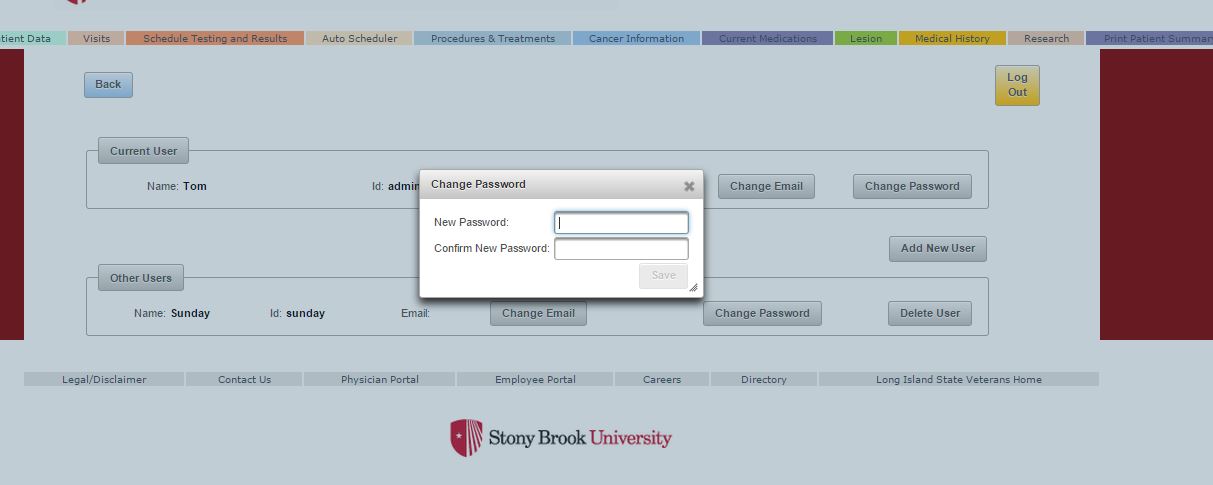 tient Data Visits Schedule Testing and Results Auto Scheduler Procedures & Treatments Cancer Information Current Medications Lesion Medical History Research Print Patient Summar
Back
Log
Out
Current User
Name: Tom Id: admin Change Email Change Password
Change Password
New Password:
Confirm New Password:
Save
Add New User
Other Users
Name: Sunday Id: sunday Email: Change Email Change Password Delete User
Legal/Disclaimer Contact Us Physician Portal Employee Portal Careers Directory Long Island State Veterans Home
Stony Brook University